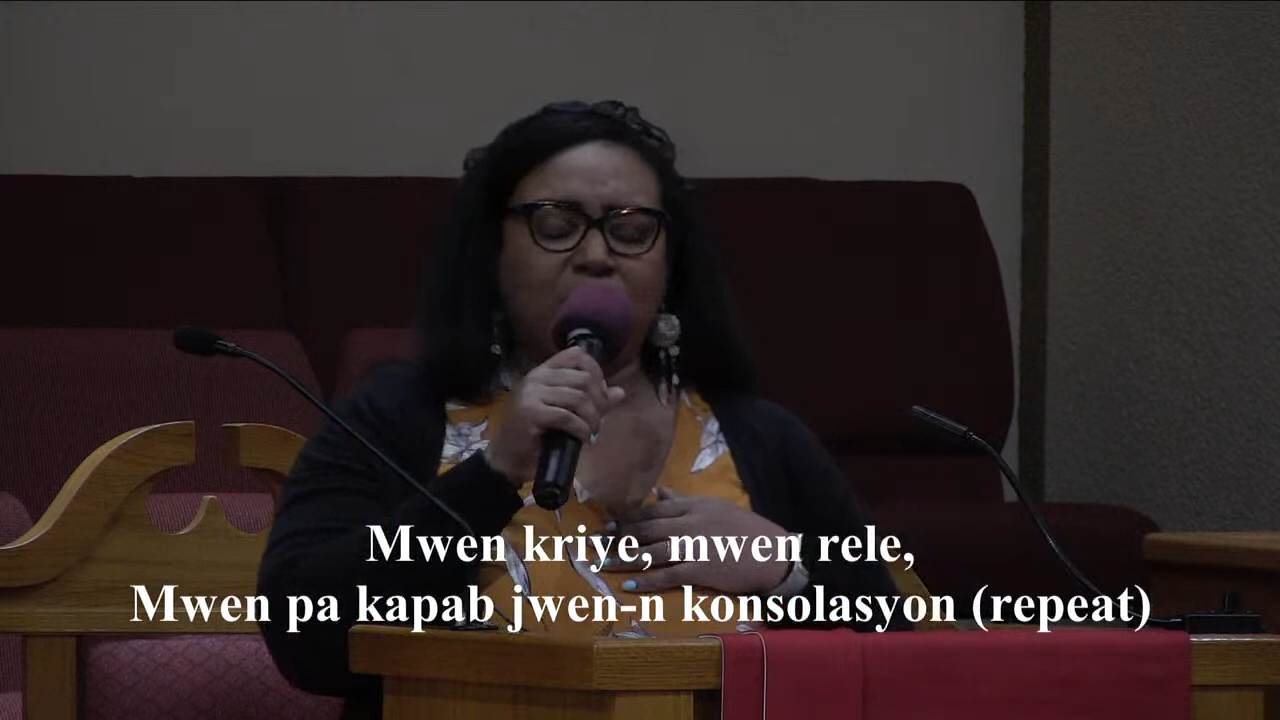 Mwen kriye, mwen rele,
Mwen pa kapab jwen-n konsolasyon (repeat)